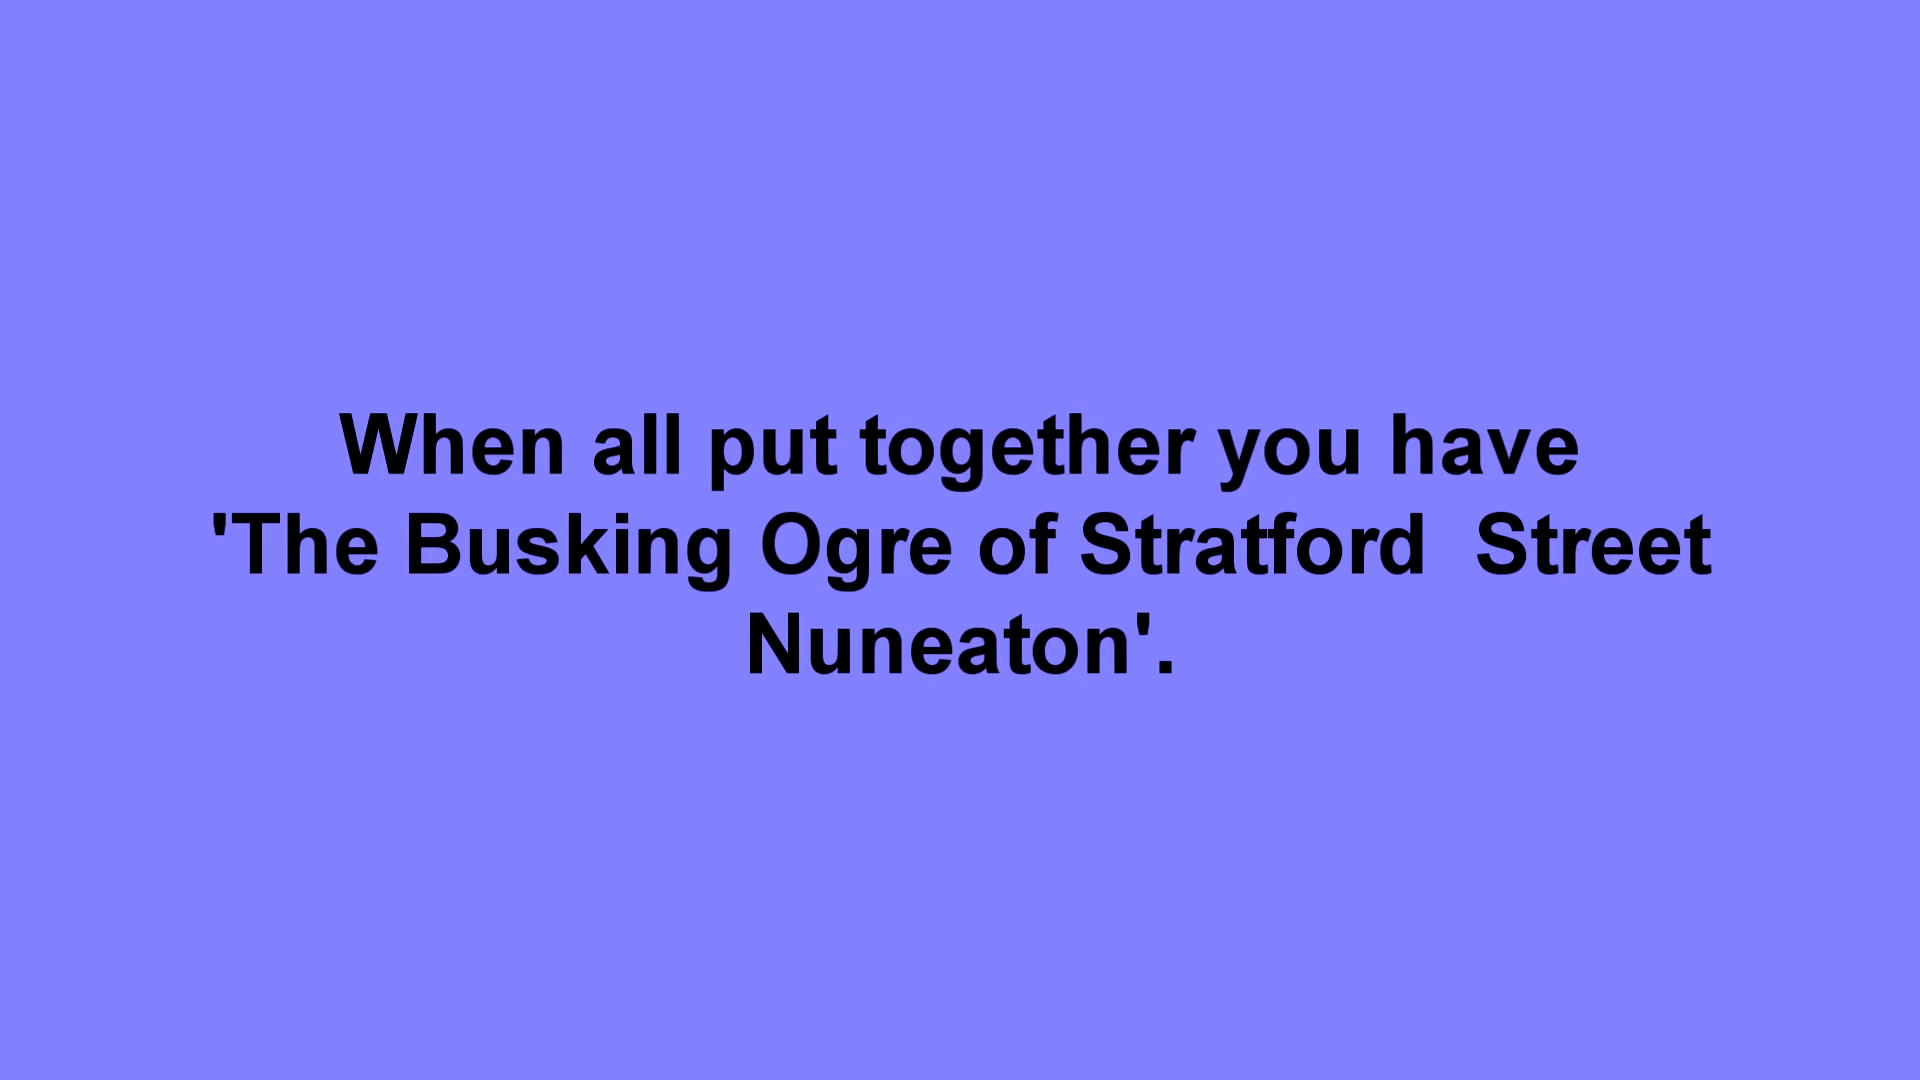 When all put together you have
'The Busking Ogre of Stratford  Street
Nuneaton'.